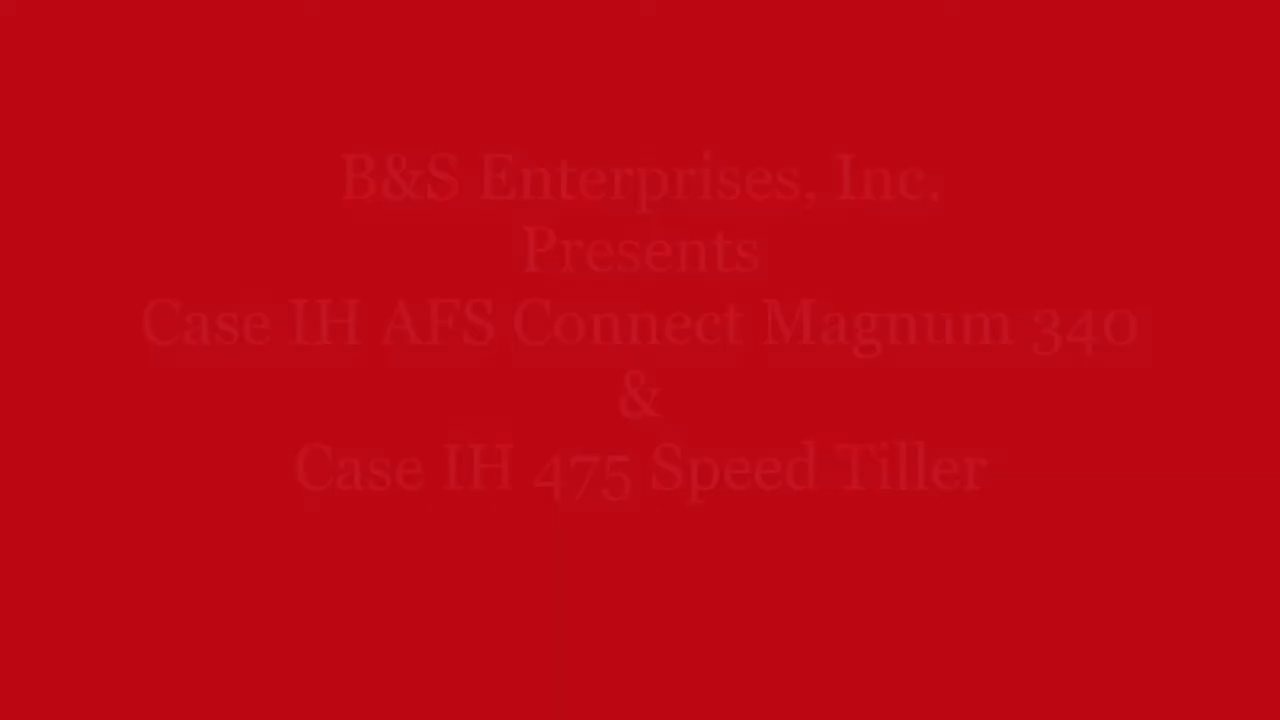 B&S Enterprises, Inc.
Presents
Case IH AFS Connect Magnum 340
&
Case IH 475 Speed Tiller